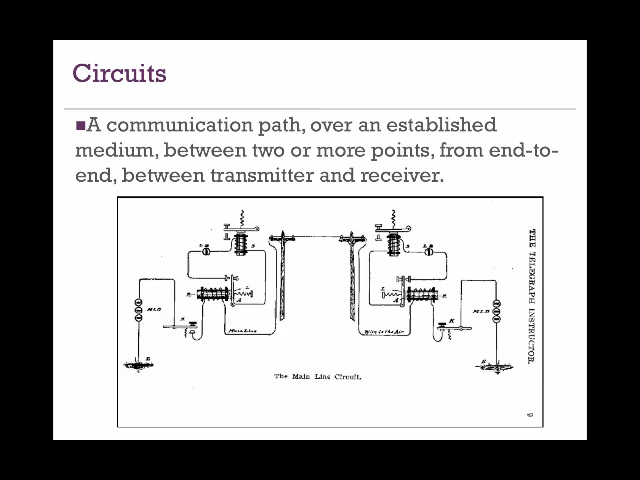 Circuits
A communication path, over an established
medium, between two or more points, from end-to-
end, between transmitter and receiver.
THE TELEGRAPH INSTRUCTOR.
L B
S
S
L B
L
A
L
A
M L B
K
K
M L B
Main Line
Wire in the Air
E
E
The Main Line Circuit.
9